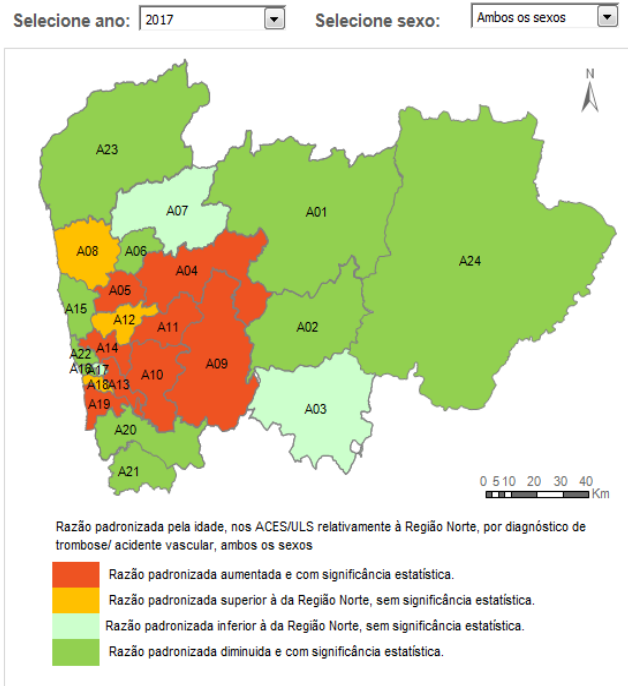 Selecione ano: 2017 Selecione sexo: Ambos os sexos
N
A23
A07
A01
A08
A06
A04
A24
A05
A15
A12
A11
A02
A14
A22
A09
A16 A17
A18 A13
A10
A19
A03
A20
A21
0 5 10 20 30 40
Km
Razão padronizada pela idade, nos ACES/ULS relativamente à Região Norte, por diagnóstico de
trombose/ acidente vascular, ambos os sexos
Razão padronizada aumentada e com significância estatística.
Razão padronizada superior à da Região Norte, sem significância estatística.
Razão padronizada inferior à da Região Norte, sem significância estatística.
Razão padronizada diminuida e com significância estatística.